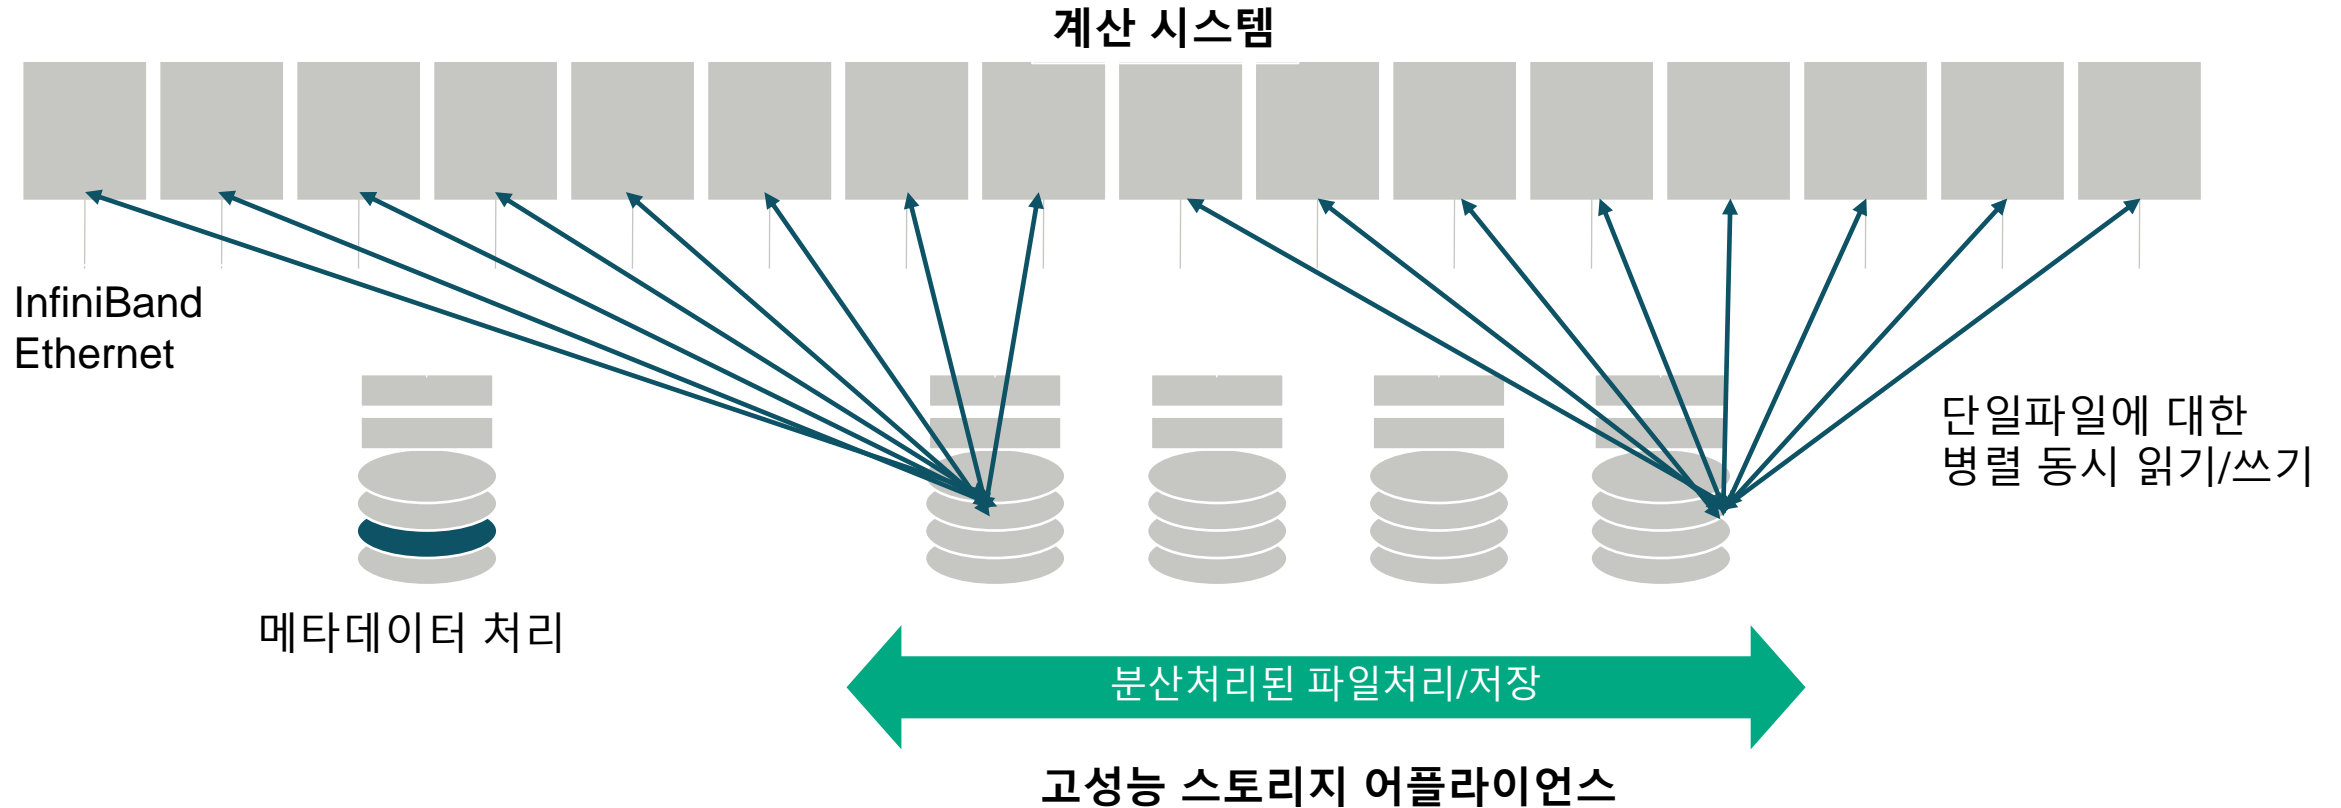 계산 시스템
InfiniBand
Ethernet
단일파일에 대한
병렬 동시 읽기/쓰기
메타데이터 처리
분산처리된 파일처리/저장
고성능 스토리지 어플라이언스